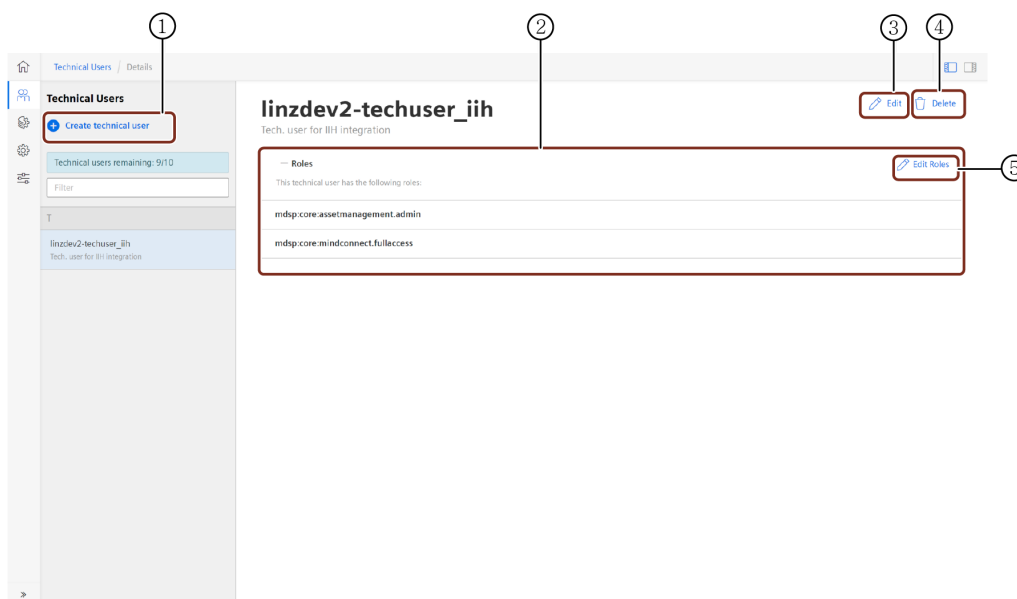 ①
②
③
④
Technical Users / Details
Technical Users
Create technical user
Technical users remaining: 9/10
Filter
T
linzdev2-techuser_iih
Tech. user for IIH integration
linzdev2-techuser_iih
Tech. user for IIH integration
Edit
Delete
Roles
Edit Roles
⑤
This technical user has the following roles:
mdsp:core:assetmanagement.admin
mdsp:core:mindconnect.fullaccess